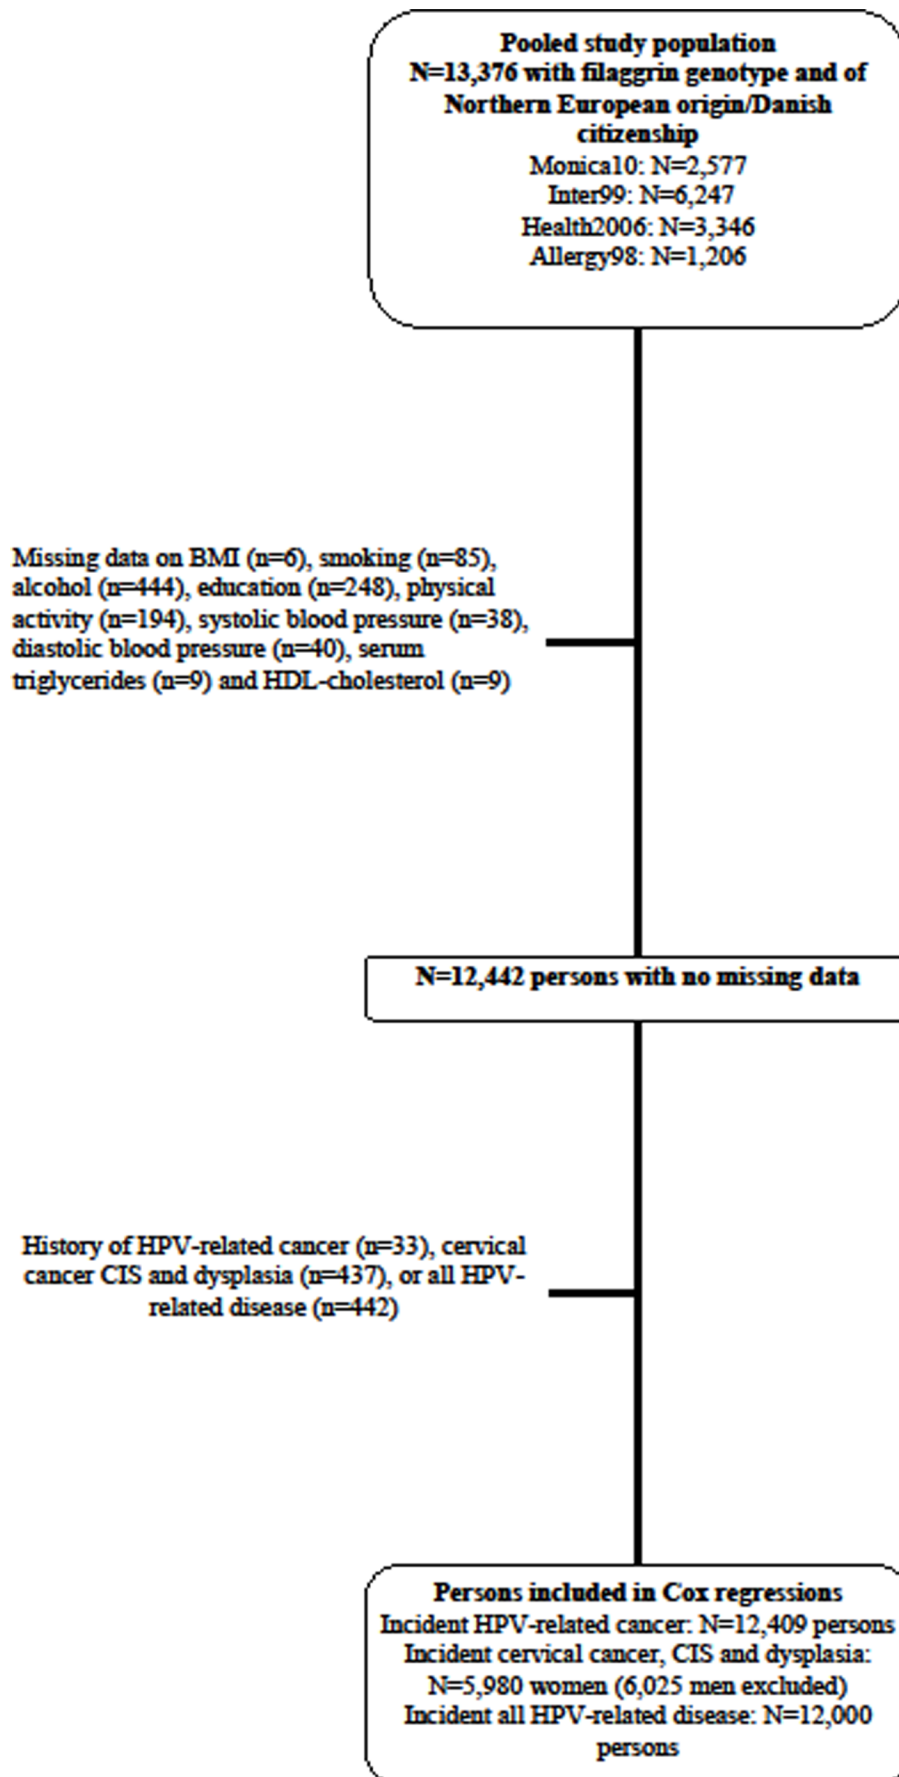 Pooled study population
N=13,376 with filaggrin genotype and of
Northern European origin/Danish
citizenship
Monica10: N=2,577
Inter99: N=6,247
Health2006: N=3,346
Allergy98: N=1,206
Missing data on BMI (n=6), smoking (n=85),
alcohol (n=444), education (n=248), physical
activity (n=194), systolic blood pressure (n=38),
diastolic blood pressure (n=40), serum
triglycerides (n=9) and HDL-cholesterol (n=9)
N=12,442 persons with no missing data
History of HPV-related cancer (n=33), cervical
cancer CIS and dysplasia (n=437), or all HPV-
related disease (n=442)
Persons included in Cox regressions
Incident HPV-related cancer: N=12,409 persons
Incident cervical cancer, CIS and dysplasia:
N=5,980 women (6,025 men excluded)
Incident all HPV-related disease: N=12,000
persons